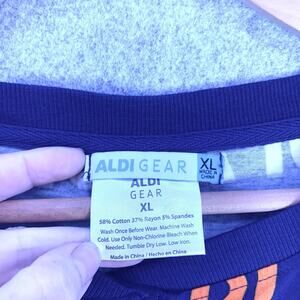 ALDI GEAR
XL
MADE IN
CHINA
ALDI
GEAR
XL
58% Cotton 37% Rayon 5% Spandex
Wash Once Before Wear. Machine Wash
Cold. Use Only Non-Chlorine Bleach When
Needed. Tumble Dry Low. Low Iron.
Made in China / Hecho en China